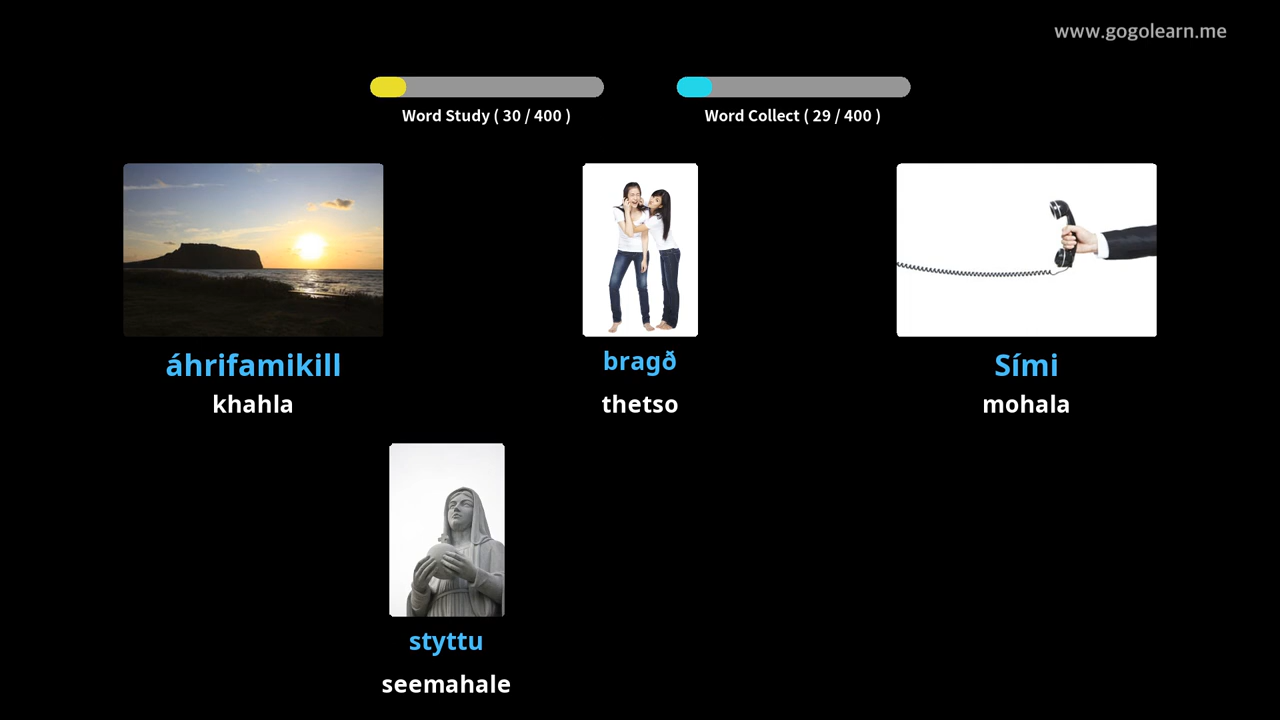 www.gogolearn.me
Word Study ( 30 / 400 )
Word Collect ( 29 / 400 )
áhrifamikill
khahla
bragð
thetso
Sími
mohala
styttu
seemahale